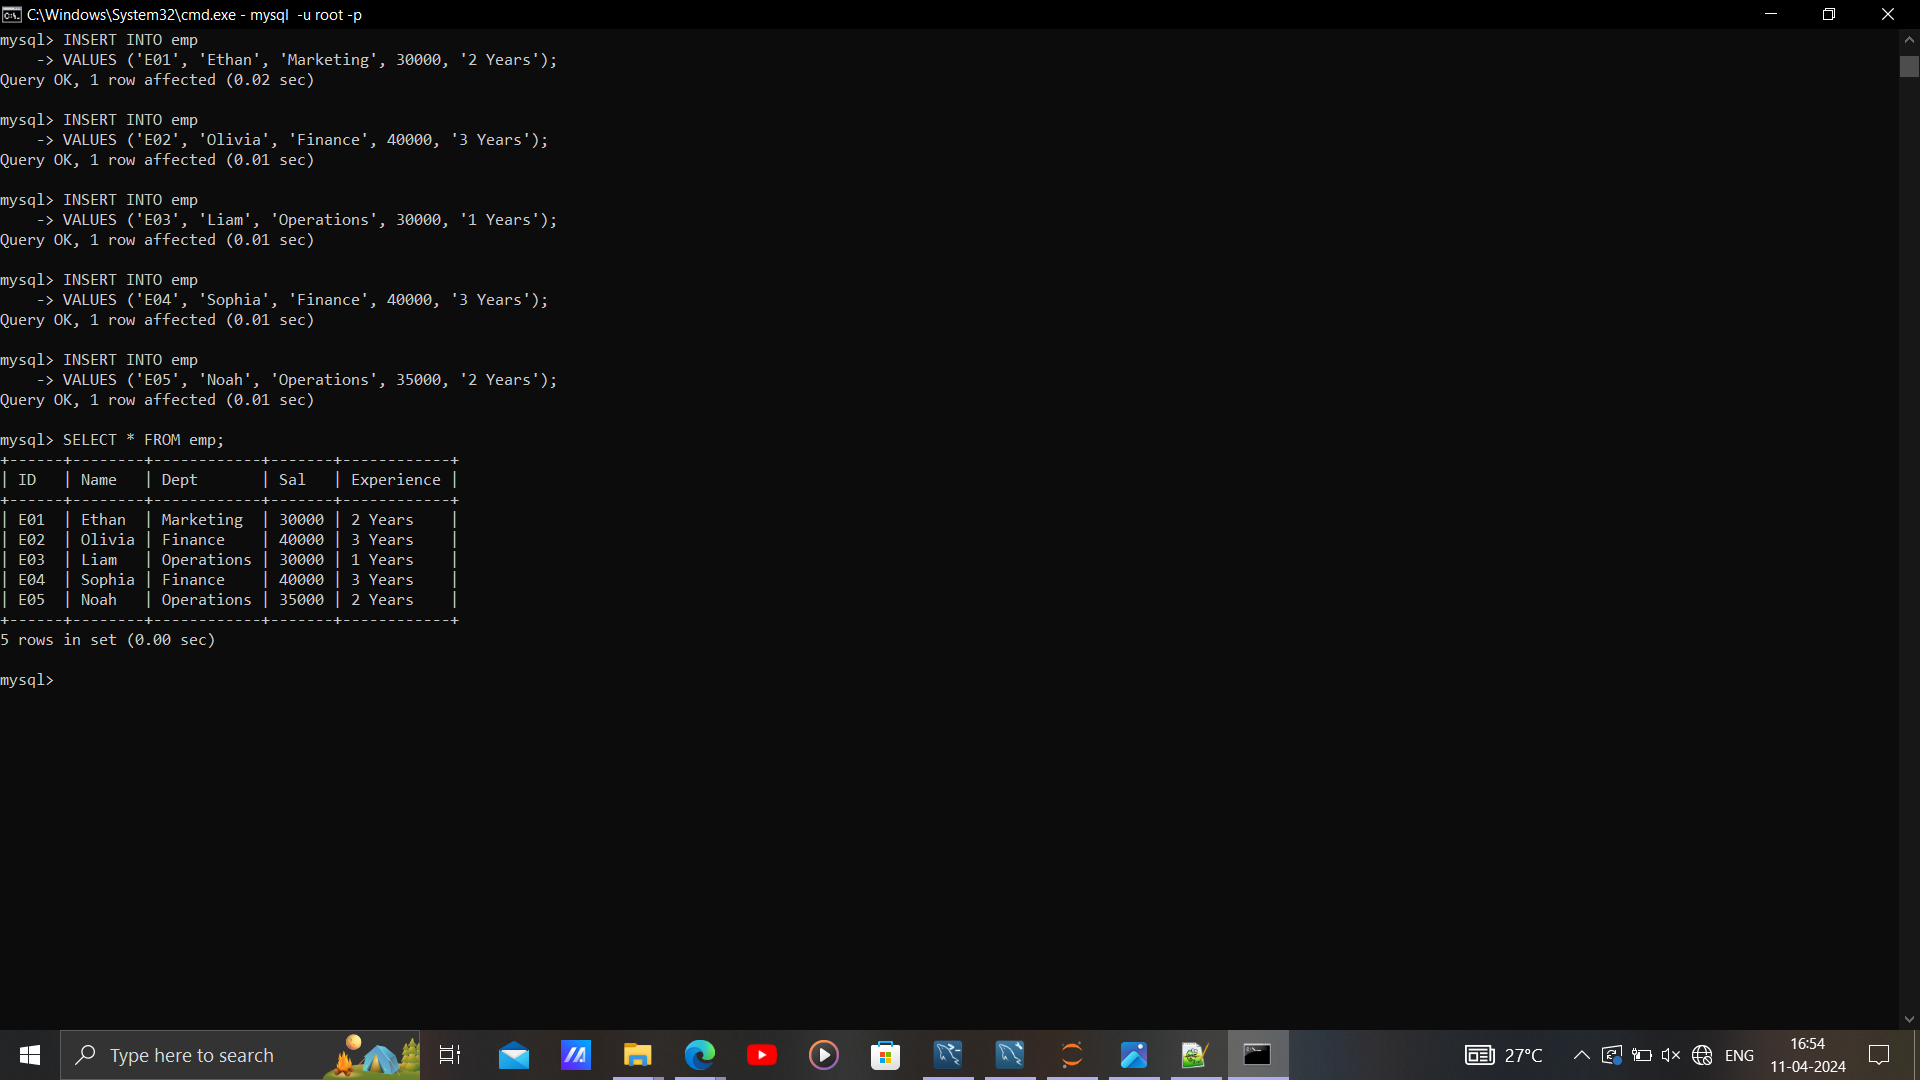 C:\Windows\System32\cmd.exe - mysql  -u root -p
mysql> INSERT INTO emp
    -> VALUES ('E01', 'Ethan', 'Marketing', 30000, '2 Years');
Query OK, 1 row affected (0.02 sec)

mysql> INSERT INTO emp
    -> VALUES ('E02', 'Olivia', 'Finance', 40000, '3 Years');
Query OK, 1 row affected (0.01 sec)

mysql> INSERT INTO emp
    -> VALUES ('E03', 'Liam', 'Operations', 30000, '1 Years');
Query OK, 1 row affected (0.01 sec)

mysql> INSERT INTO emp
    -> VALUES ('E04', 'Sophia', 'Finance', 40000, '3 Years');
Query OK, 1 row affected (0.01 sec)

mysql> INSERT INTO emp
    -> VALUES ('E05', 'Noah', 'Operations', 35000, '2 Years');
Query OK, 1 row affected (0.01 sec)

mysql> SELECT * FROM emp;
+------+--------+------------+-------+------------+
| ID   | Name   | Dept       | Sal   | Experience |
+------+--------+------------+-------+------------+
| E01  | Ethan  | Marketing  | 30000 | 2 Years    |
| E02  | Olivia | Finance    | 40000 | 3 Years    |
| E03  | Liam   | Operations | 30000 | 1 Years    |
| E04  | Sophia | Finance    | 40000 | 3 Years    |
| E05  | Noah   | Operations | 35000 | 2 Years    |
+------+--------+------------+-------+------------+
5 rows in set (0.00 sec)

mysql>
Type here to search
27°C
ENG
16:54
11-04-2024